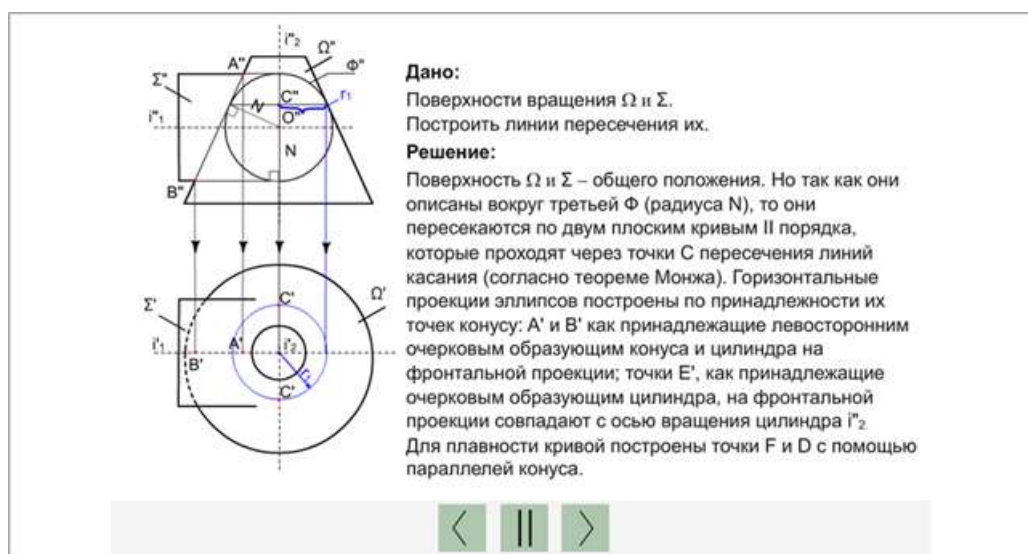 i"₂
Ω"
A"
Ф"
Σ"
C"
r₁
N
i"₁
O"
N
B"
C'
Ω'
Σ'
i'₁
A'
i'₂
B'
r₁
C'
Дано:
Поверхности вращения Ω и Σ.
Построить линии пересечения их.
Решение:
Поверхность Ω и Σ – общего положения. Но так как они
описаны вокруг третьей Ф (радиуса N), то они
пересекаются по двум плоским кривым II порядка,
которые проходят через точки С пересечения линий
касания (согласно теореме Монжа). Горизонтальные
проекции эллипсов построены по принадлежности их
точек конусу: А' и В' как принадлежащие левосторонним
очерковым образующим конуса и цилиндра на
фронтальной проекции; точки Е', как принадлежащие
очерковым образующим цилиндра, на фронтальной
проекции совпадают с осью вращения цилиндра i"₂
Для плавности кривой построены точки F и D с помощью
параллелей конуса.